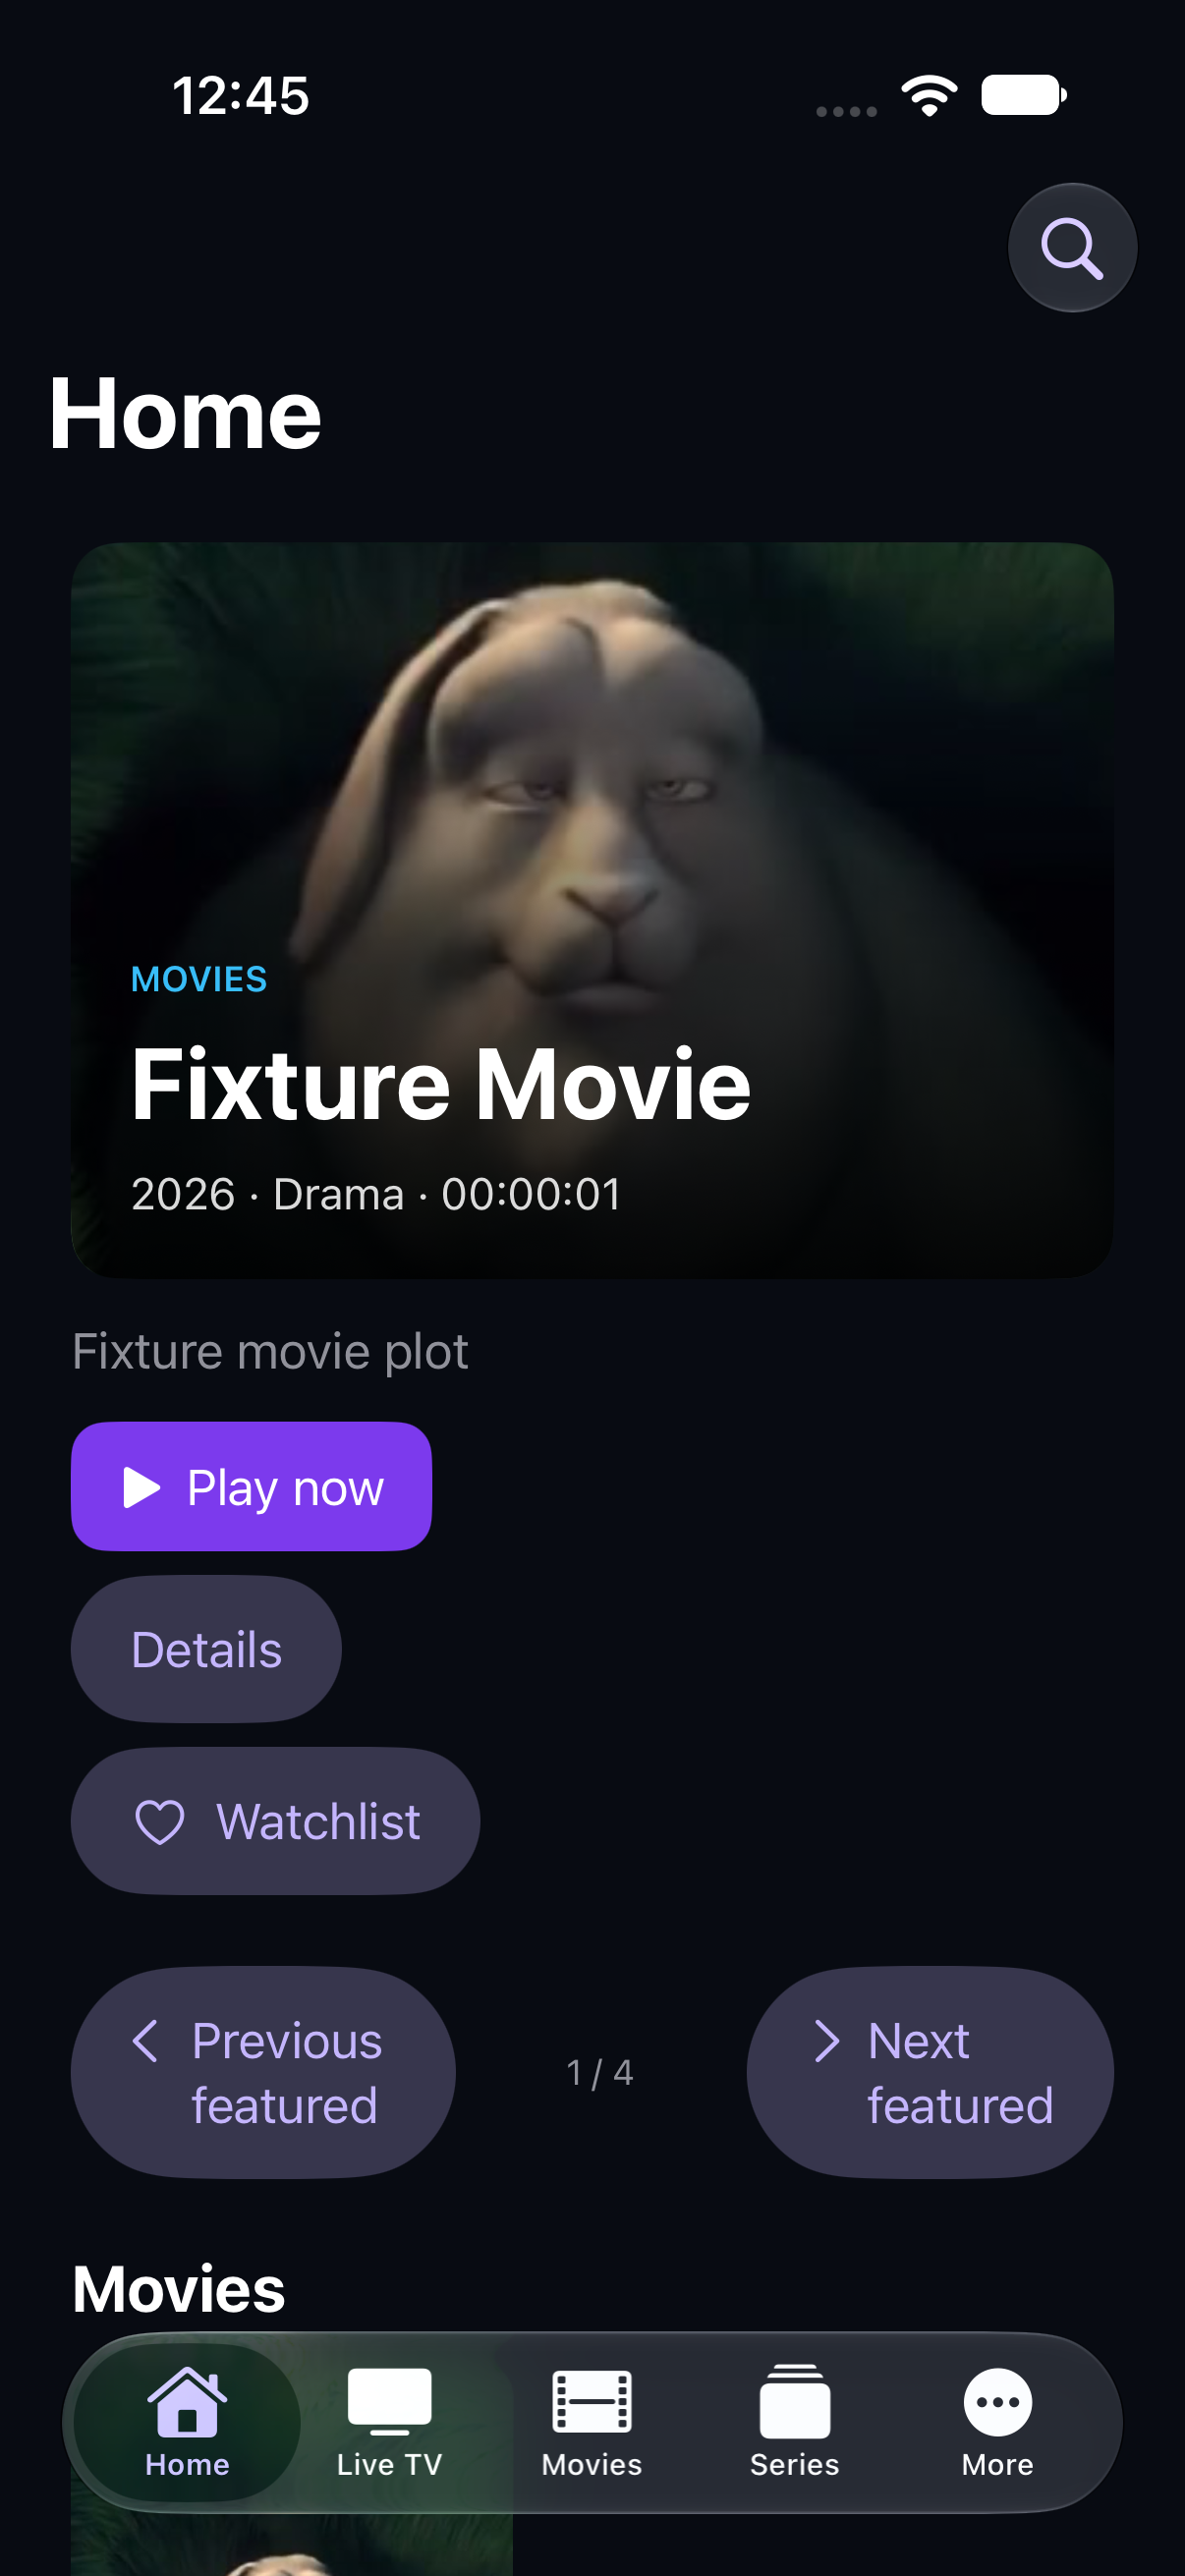 12:45
Home
MOVIES
Fixture Movie
2026 · Drama · 00:00:01
Fixture movie plot
Play now
Details
Watchlist
Previous
featured
1 / 4
Next
featured
Movies
Home
Live TV
Movies
Series
More